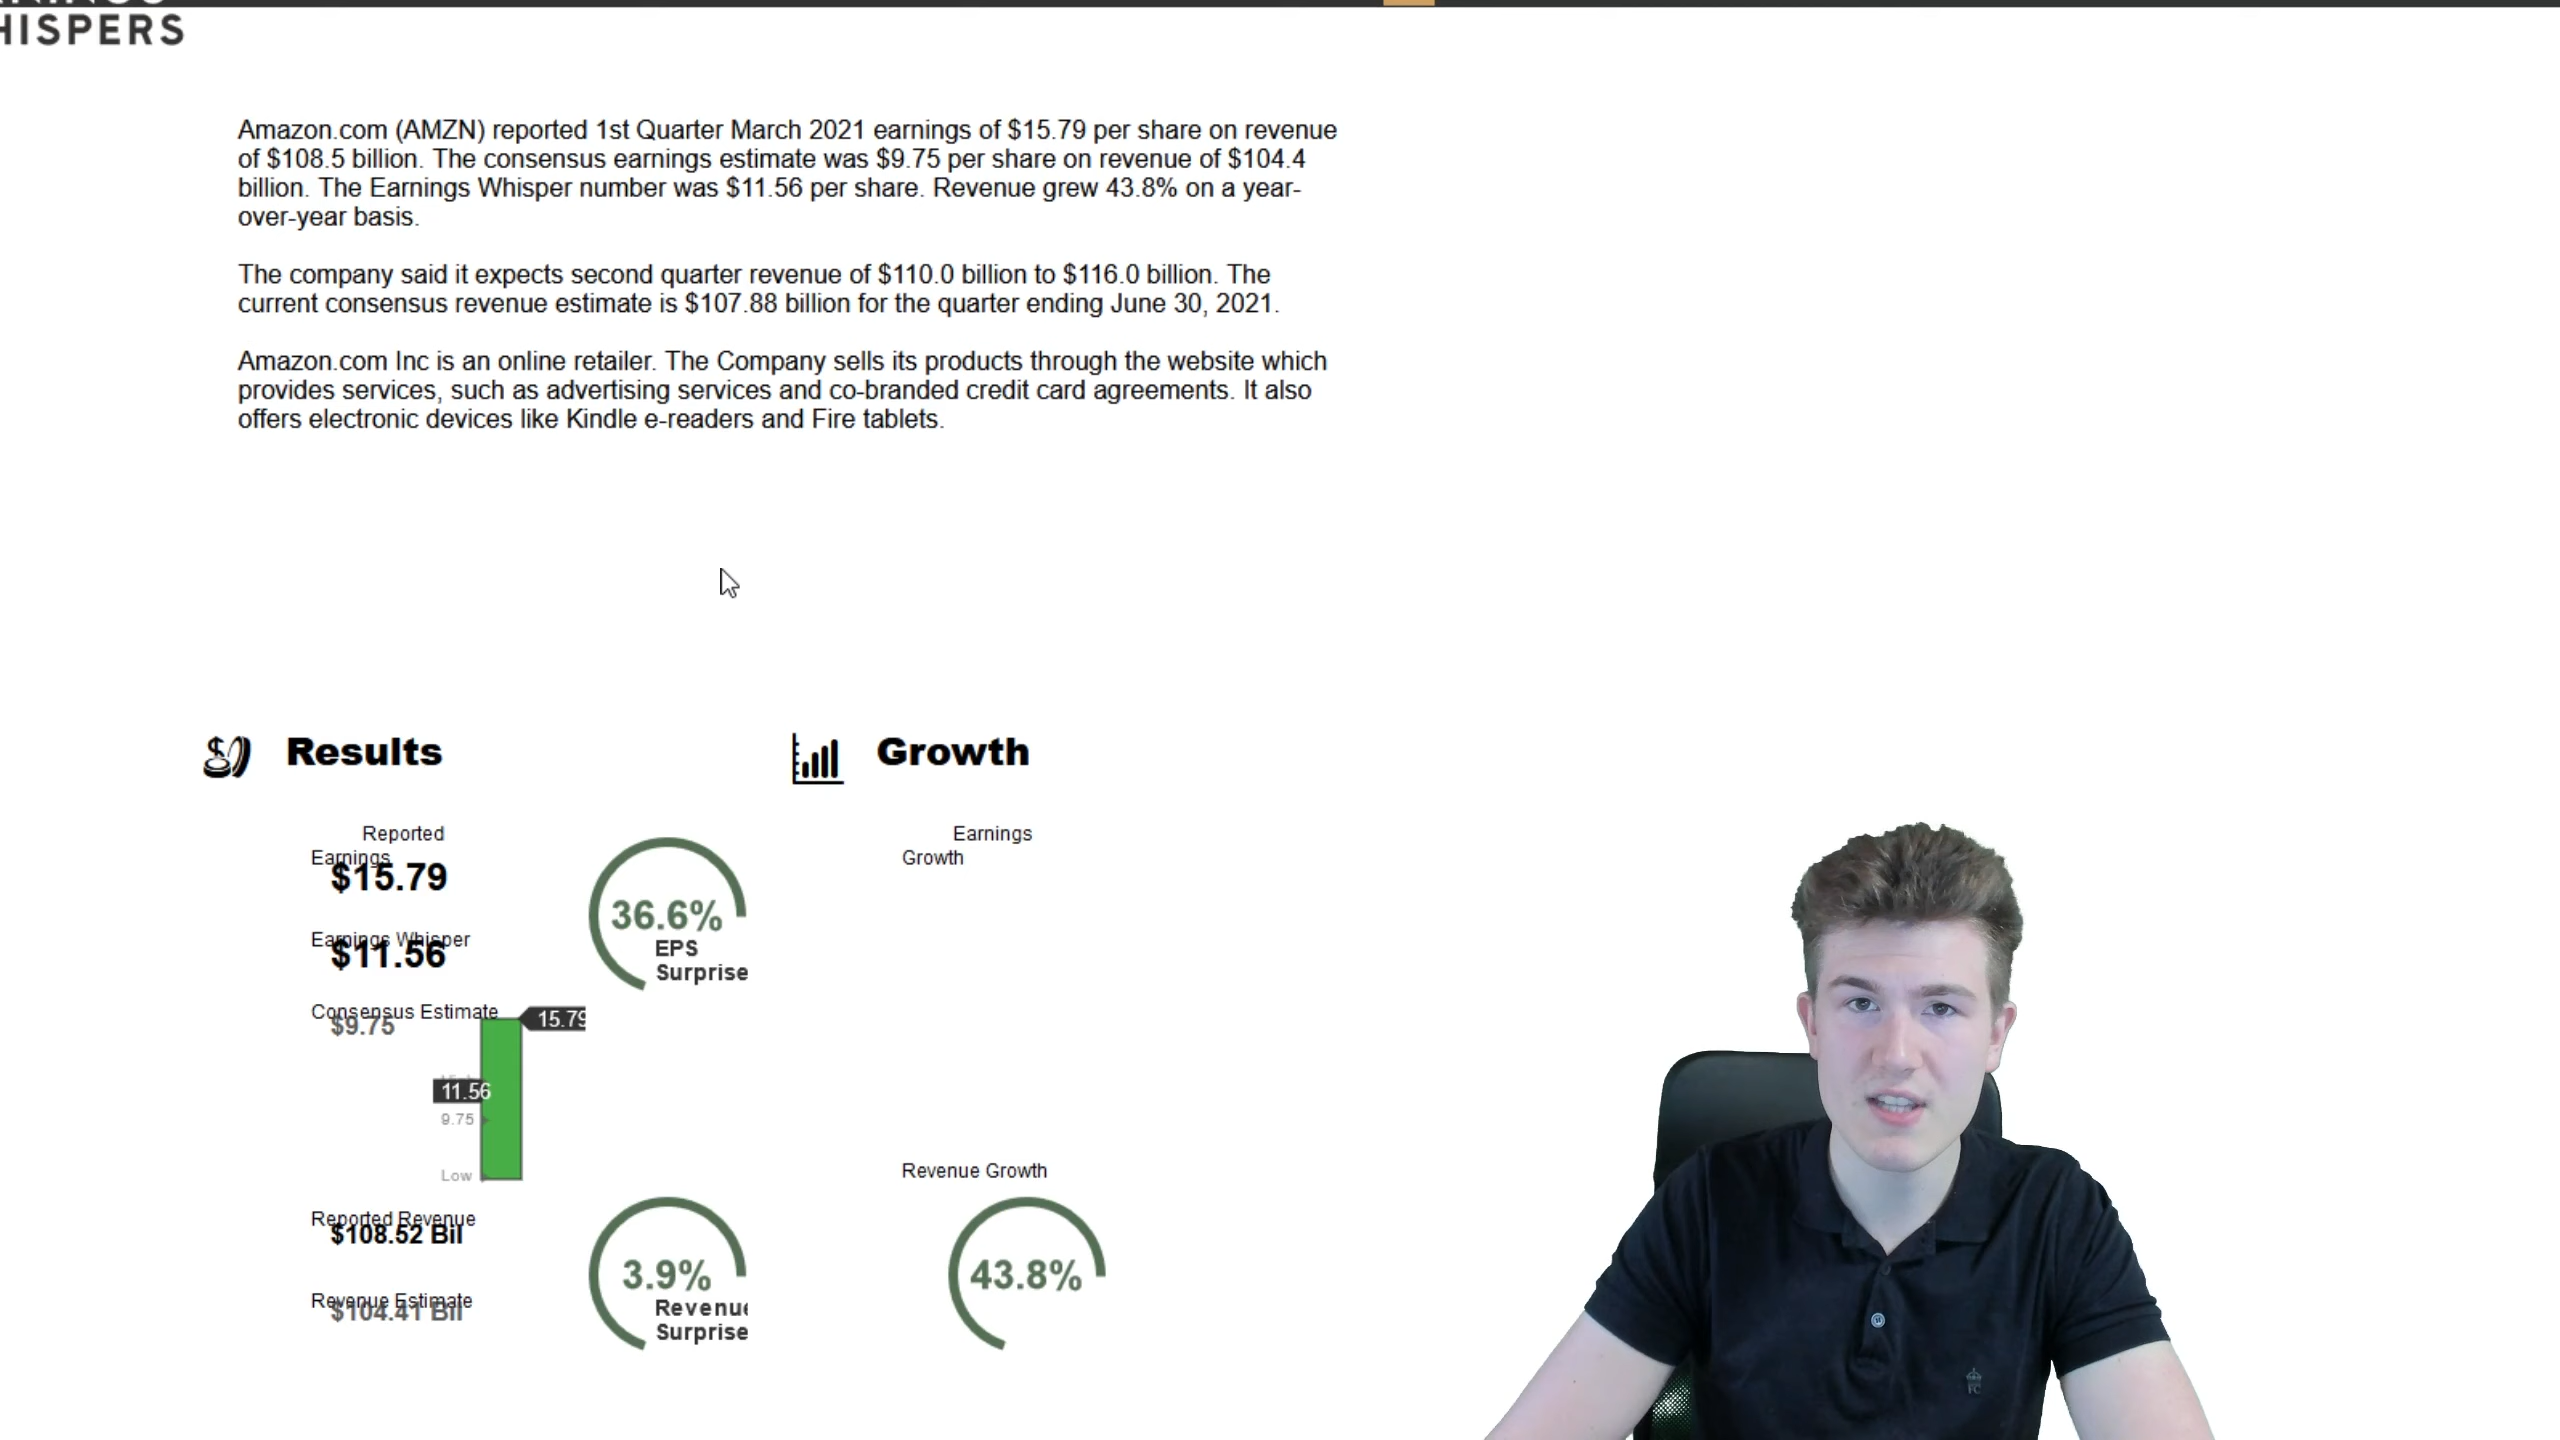 HISPERS
Amazon.com (AMZN) reported 1st Quarter March 2021 earnings of $15.79 per share on revenue
of $108.5 billion. The consensus earnings estimate was $9.75 per share on revenue of $104.4
billion. The Earnings Whisper number was $11.56 per share. Revenue grew 43.8% on a year-
over-year basis.
The company said it expects second quarter revenue of $110.0 billion to $116.0 billion. The
current consensus revenue estimate is $107.88 billion for the quarter ending June 30, 2021.
Amazon.com Inc is an online retailer. The Company sells its products through the website which
provides services, such as advertising services and co-branded credit card agreements. It also
offers electronic devices like Kindle e-readers and Fire tablets.
Results
Reported
Earnings
$15.79
Earnings Whisper
$11.56
36.6%
EPS
Surprise
Consensus Estimate
$9.75
15.79
11.56
9.75
Low
Reported Revenue
$108.52 Bil
Revenue Estimate
$104.41 Bil
3.9%
Revenue
Surprise
Growth
Earnings
Growth
Revenue Growth
43.8%